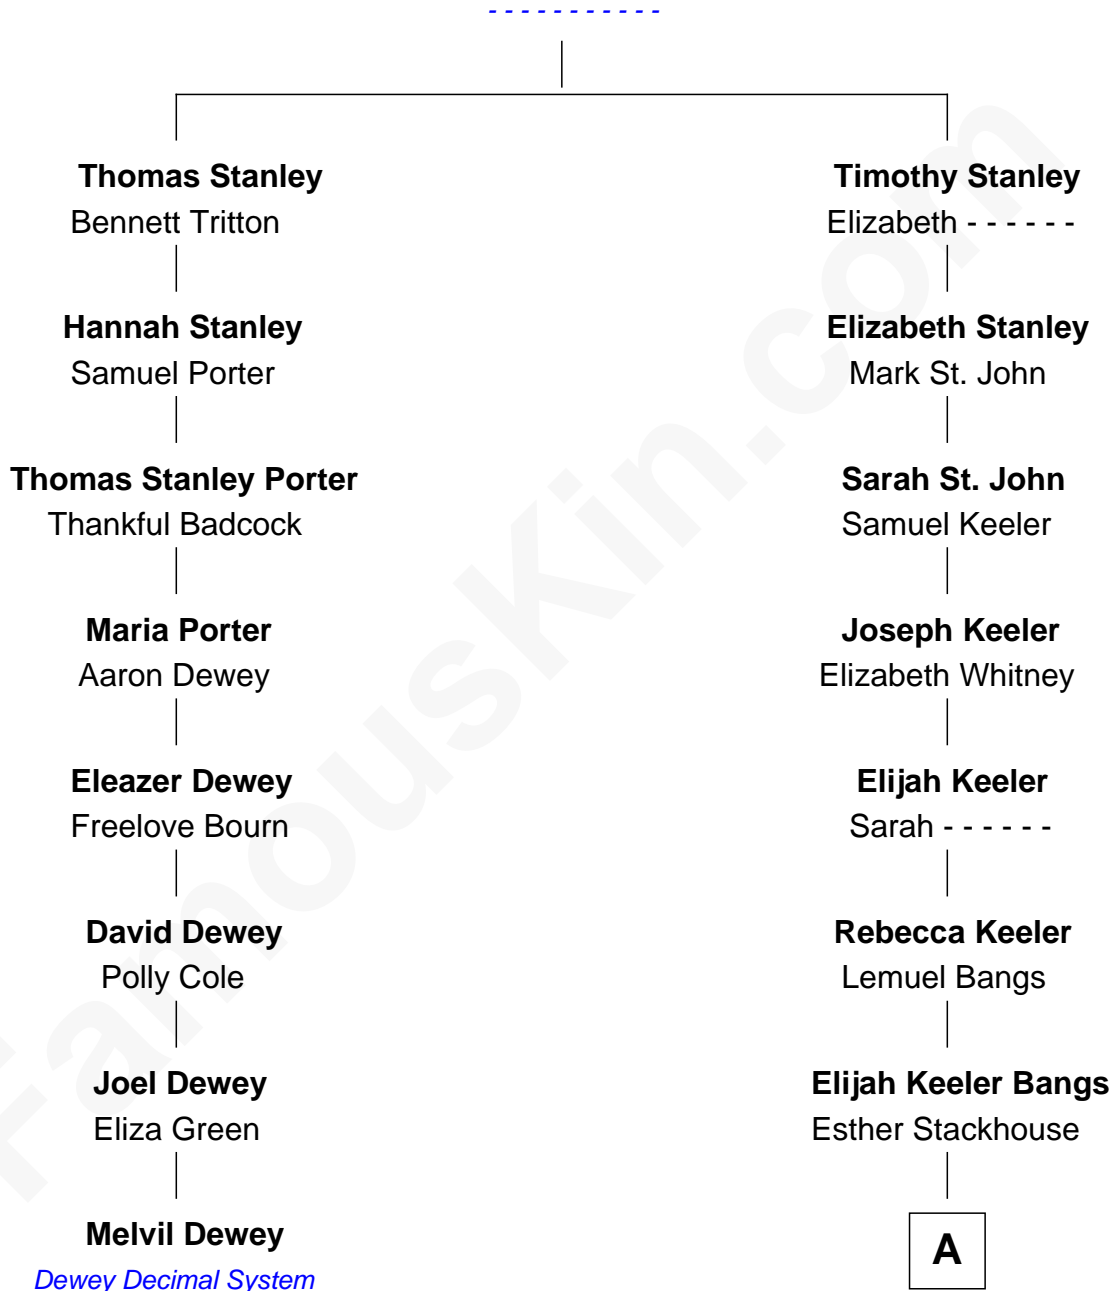 - - - - - - - - - - -
Thomas Stanley
Bennett Tritton
Hannah Stanley
Samuel Porter
Thomas Stanley Porter
Thankful Badcock
Maria Porter
Aaron Dewey
Eleazer Dewey
Freelove Bourn
David Dewey
Polly Cole
Joel Dewey
Eliza Green
Melvil Dewey
Dewey Decimal System
Timothy Stanley
Elizabeth - - - - - -
Elizabeth Stanley
Mark St. John
Sarah St. John
Samuel Keeler
Joseph Keeler
Elizabeth Whitney
Elijah Keeler
Sarah - - - - - -
Rebecca Keeler
Lemuel Bangs
Elijah Keeler Bangs
Esther Stackhouse
A
FamousKin.com